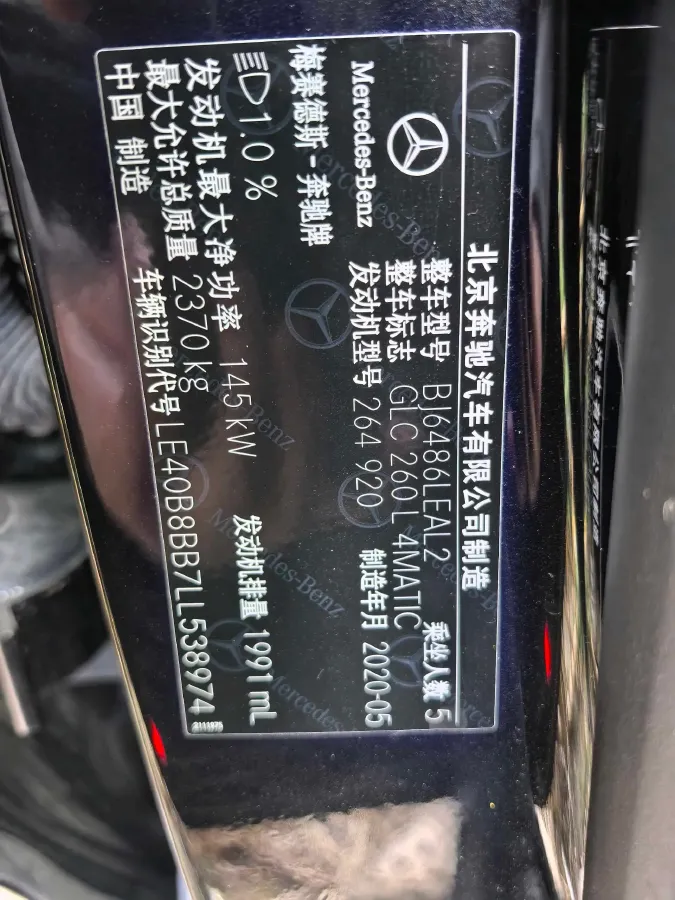 北京奔驰汽车有限公司制造
Mercedes-Benz
梅赛德斯-奔驰牌
整车型号 BJ6486LEAL2 乘坐人数 5
整车标志 GLC 260 L 4MATIC
发动机型号 264 920 制造年月 2020-05
1.0 %
发动机最大净功率 145 kW 发动机排量 1991 mL
最大允许总质量 2370 kg
中国 制造 车辆识别代号 LE40B8BB7LL538974